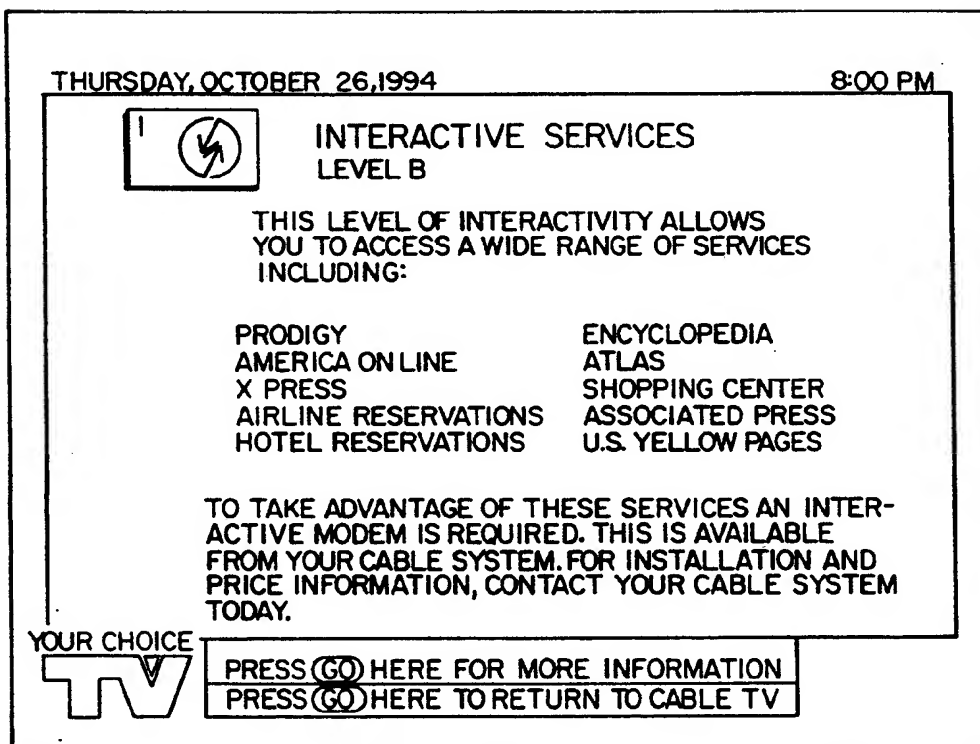 THURSDAY, OCTOBER 26,1994 8:00 PM
1
INTERACTIVE SERVICES
LEVEL B
THIS LEVEL OF INTERACTIVITY ALLOWS
YOU TO ACCESS A WIDE RANGE OF SERVICES
INCLUDING:
PRODIGY ENCYCLOPEDIA
AMERICA ON LINE ATLAS
X PRESS SHOPPING CENTER
AIRLINE RESERVATIONS ASSOCIATED PRESS
HOTEL RESERVATIONS U.S. YELLOW PAGES
TO TAKE ADVANTAGE OF THESE SERVICES AN INTER-
ACTIVE MODEM IS REQUIRED. THIS IS AVAILABLE
FROM YOUR CABLE SYSTEM. FOR INSTALLATION AND
PRICE INFORMATION, CONTACT YOUR CABLE SYSTEM
TODAY.
YOUR CHOICE
TV
PRESS GO HERE FOR MORE INFORMATION
PRESS GO HERE TO RETURN TO CABLE TV